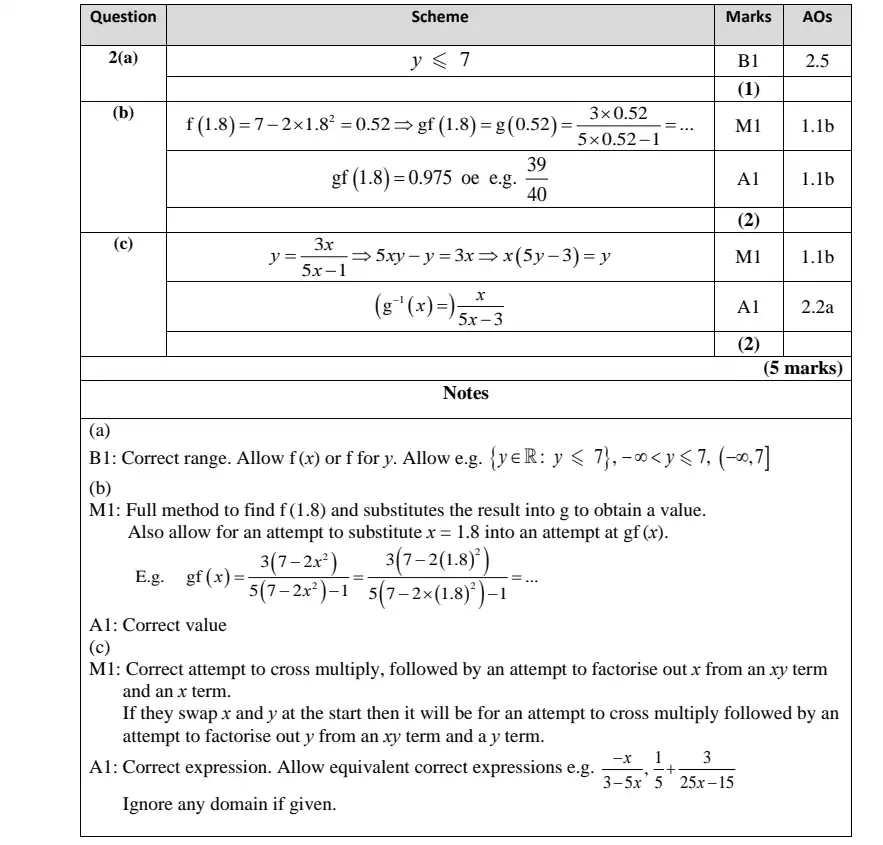 Question Scheme Marks AOs
2(a) y ⩽ 7 B1 2.5
(1)
(b) f(1.8) = 7 − 2×1.8² = 0.52 ⇒ gf(1.8) = g(0.52) = (3×0.52)/(5×0.52−1) = ... M1 1.1b
gf(1.8) = 0.975 oe e.g. 39/40 A1 1.1b
(2)
(c) y = 3x/(5x−1) ⇒ 5xy − y = 3x ⇒ x(5y−3) = y M1 1.1b
(g⁻¹(x) =) x/(5x−3) A1 2.2a
(2)
(5 marks)
Notes
(a)
B1: Correct range. Allow f(x) or f for y. Allow e.g. {y∈ℝ: y ⩽ 7}, −∞ < y ⩽ 7, (−∞,7]
(b)
M1: Full method to find f(1.8) and substitutes the result into g to obtain a value.
Also allow for an attempt to substitute x = 1.8 into an attempt at gf(x).
E.g. gf(x) = 3(7−2x²)/(5(7−2x²)−1) = 3(7−2(1.8)²)/(5(7−2×(1.8)²)−1) = ...
A1: Correct value
(c)
M1: Correct attempt to cross multiply, followed by an attempt to factorise out x from an xy term
and an x term.
If they swap x and y at the start then it will be for an attempt to cross multiply followed by an
attempt to factorise out y from an xy term and a y term.
A1: Correct expression. Allow equivalent correct expressions e.g. −x/(3−5x), 1/5 + 3/(25x−15)
Ignore any domain if given.